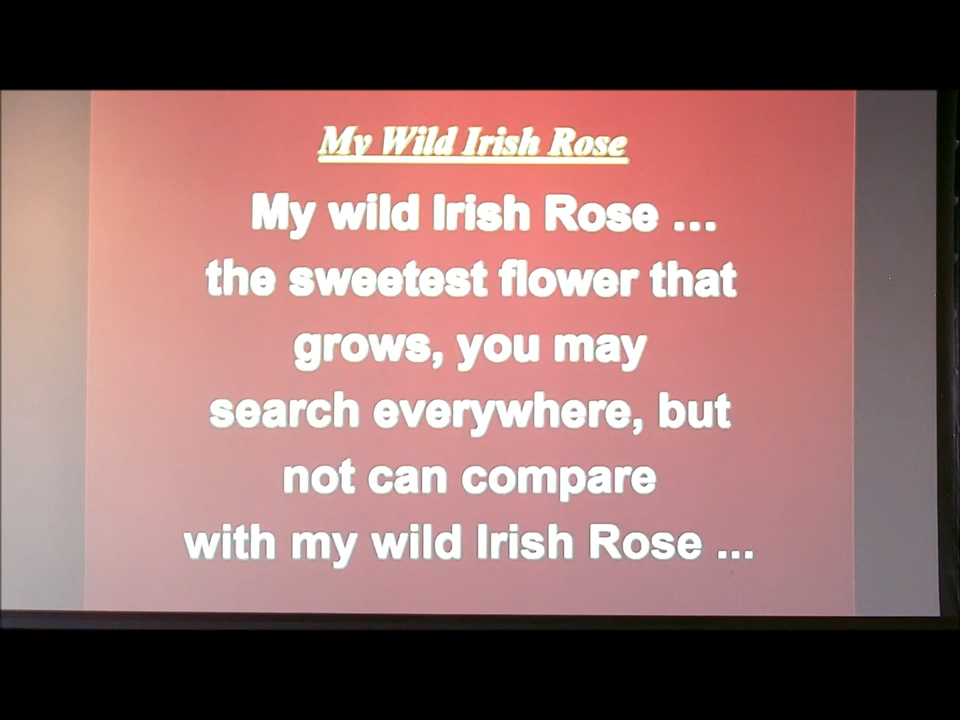 My Wild Irish Rose
My wild Irish Rose ...
the sweetest flower that
grows, you may
search everywhere, but
not can compare
with my wild Irish Rose ...